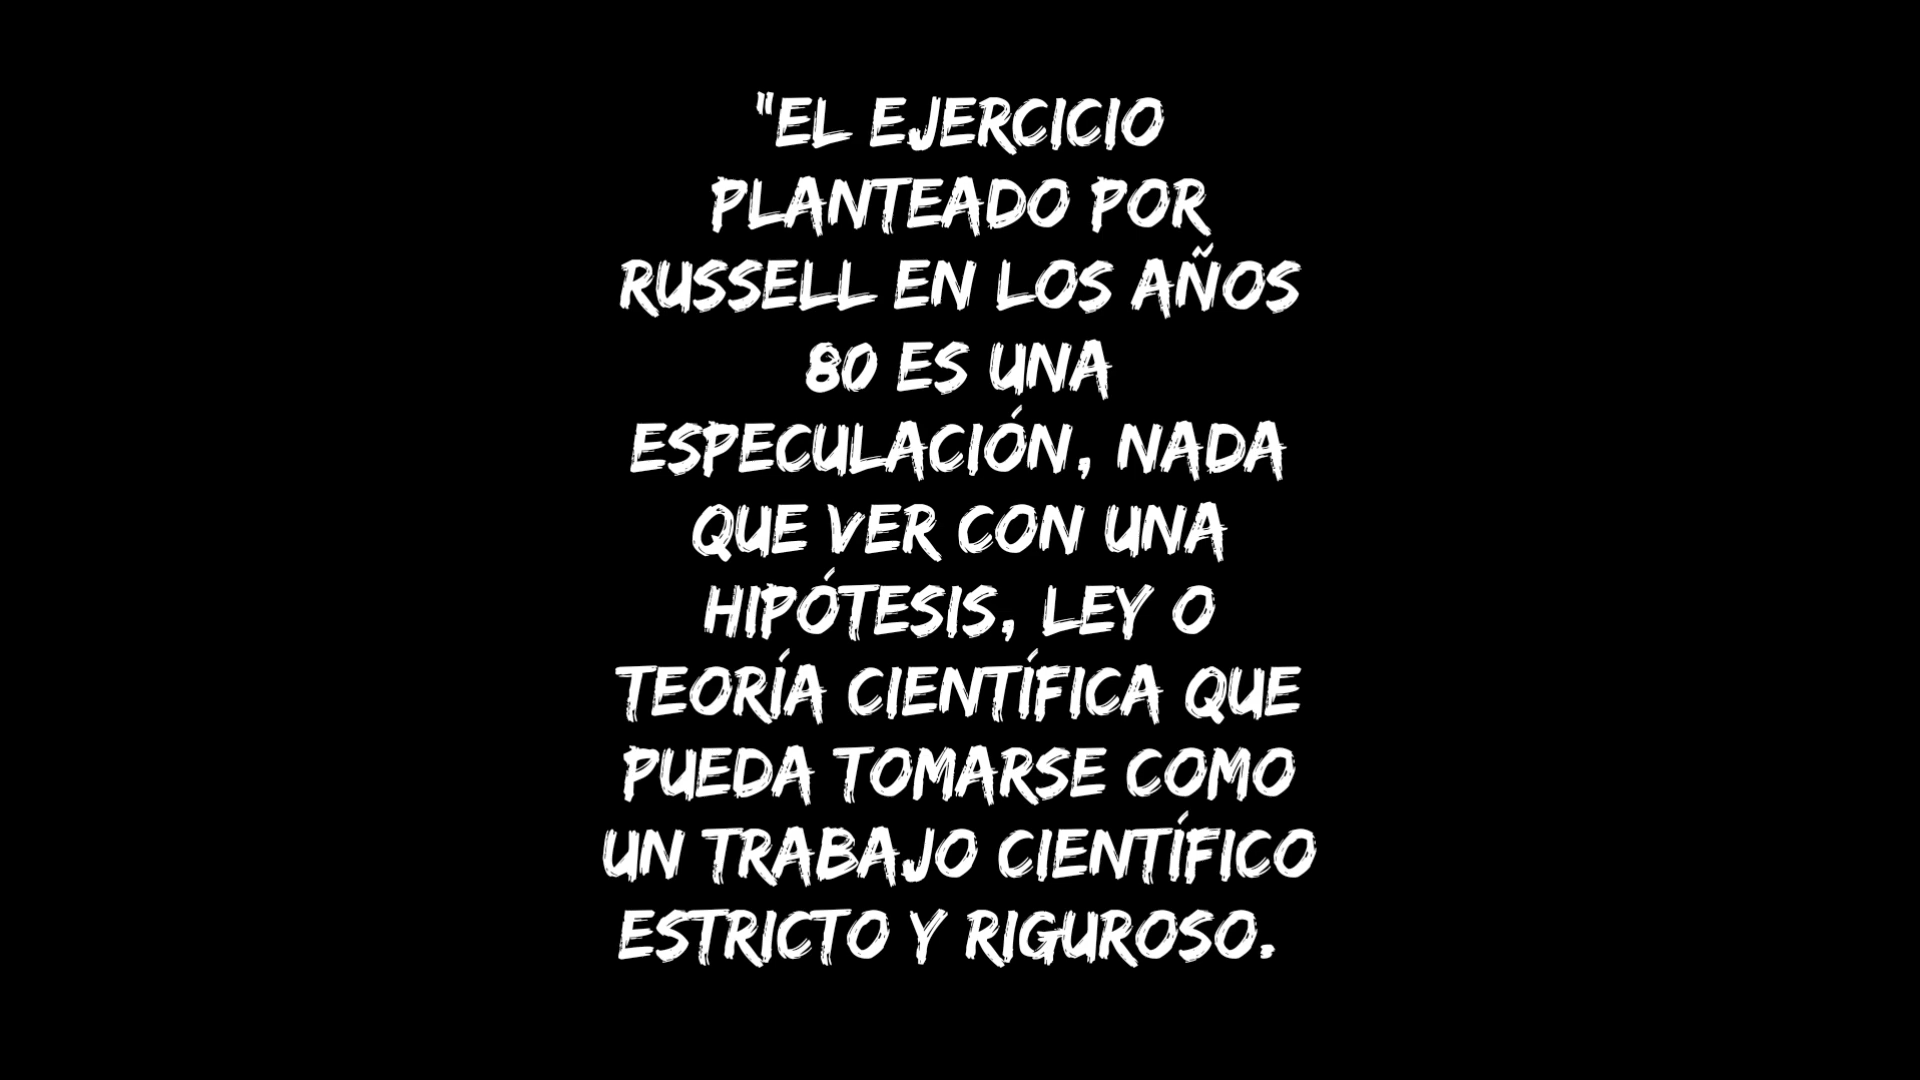 "EL EJERCICIO
PLANTEADO POR
RUSSELL EN LOS AÑOS
80 ES UNA
ESPECULACIÓN, NADA
QUE VER CON UNA
HIPÓTESIS, LEY O
TEORÍA CIENTÍFICA QUE
PUEDA TOMARSE COMO
UN TRABAJO CIENTÍFICO
ESTRICTO Y RIGUROSO.